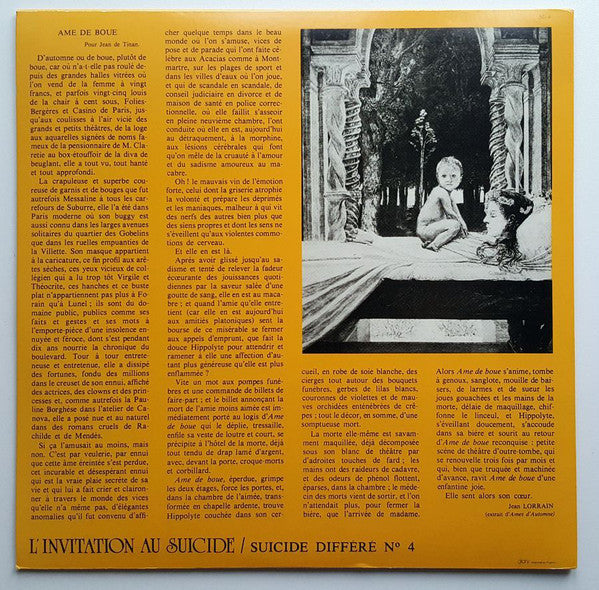 AME DE BOUE
Pour Jean de Tinan.
D'automne ou de boue, plutôt de
boue, car où n'a-t-elle pas roulé de-
puis des grandes halles vitrées où
l'on vend de la femme à vingt
francs, et parfois vingt-cinq louis
de la chair à cent sous, Folies-
Bergères et Casino de Paris, jus-
qu'aux coulisses à l'air vicié des
grands et petits théâtres, de la loge
aux aquarelles signées de noms fa-
meux de la pensionnaire de M. Cla-
retie au box-étouffoir de la diva de
beuglant, elle a tout vu, tout hanté
et tout approfondi.
La crapuleuse et superbe cou-
reuse de garnis et de bouges que fut
autrefois Messaline à tous les car-
refours de Suburre, elle l'a été dans
Paris moderne où son buggy est
aussi connu dans les larges avenues
solitaires du quartier des Gobelins
que dans les ruelles empuanties de
la Villette. Son masque appartient
à la caricature, ce fin profil aux arê-
tes sèches, ces yeux vicieux de col-
légien qui a lu trop tôt Virgile et
Théocrite, ces hanches et ce buste
plat n'appartiennent pas plus à Fo-
rain qu'à Lunel ; ils sont du do-
maine public, publics comme ses
faits et gestes et ses mots à
l'emporte-pièce d'une insolence en-
nuyée et féroce, dont s'est pendant
dix ans nourrie la chronique du
boulevard. Tour à tour entrete-
neuse et entretenue, elle a dissipé
des fortunes, fondu des millions
dans le creuset de son ennui, affiché
des actrices, des clowns et des prin-
cesses, et, comme autrefois la Pau-
line Borghèse dans l'atelier de Ca-
nova, elle a posé nue et au naturel
dans des romans cruels de Ra-
childe et de Mendès.
Si ça l'amusait au moins, mais
non. C'est par veulerie, par ennui
que cette âme éreintée s'est perdue,
cet incurable et désespérant ennui
qui est la vraie plaie secrète de sa
vie et qui lui a fait crier et clairon-
ner à travers le monde des vices
qu'elle n'a même pas, d'élégantes
anomalies qu'il fut convenu d'affi-
cher quelque temps dans le beau
monde où l'on s'amuse, vices de
pose et de parade qui l'ont faite cé-
lèbre aux Acacias comme à Mont-
martre, sur les plages de sport et
dans les villes d'eaux où l'on joue,
et qui de scandale en scandale, de
conseil judiciaire en divorce et de
maison de santé en police correc-
tionnelle, où elle faillit s'asseoir
en pleine neuvième chambre, l'ont
conduite où elle en est, aujourd'hui
au détraquement, à la morphine,
aux lésions cérébrales qui font
qu'on mêle de la cruauté à l'amour
et du sadisme amoureux au ma-
cabre.
Oh ! le mauvais vin de l'émotion
forte, celui dont la griserie atrophie
la volonté et prépare les déprimés
et les maniaques, malheur à qui vit
des nerfs des autres bien plus que
des siens propres et dont les sens ne
s'éveillent qu'aux violentes commo-
tions de cerveau.
Et elle en est là.
Après avoir glissé jusqu'au sa-
disme et tenté de relever la fadeur
écœurante des jouissances quoti-
diennes par la saveur salée d'une
goutte de sang, elle en est au maca-
bre ; et quand l'amie qu'elle entre-
tient (car elle en est aujourd'hui
aux amitiés platoniques) sent la
bourse de ce misérable se fermer
aux appels d'emprunt, que fait la
douce Hippolyte pour attendrir et
ramener à elle une affection d'au-
tant plus généreuse qu'elle est plus
enflammée ?
Vite un mot aux pompes funè-
bres et une commande de billets de
faire-part ; et le billet annonçant la
mort de l'amie moins aimée est im-
médiatement porté au logis d'Ame
de boue qui le déplie, tressaille,
enfile sa veste de loutre et court, se
précipite à l'hôtel de la morte, déjà
tout tendu de drap lamé d'argent,
avec, devant la porte, croque-morts
et corbillard.
Ame de boue, éperdue, grimpe
les deux étages, force les portes, et,
dans la chambre de l'aimée, trans-
formée en chapelle ardente, trouve
Hippolyte couchée dans son cer-
cueil, en robe de soie blanche, des
cierges tout autour des bouquets
funèbres, gerbes de lilas blancs,
couronnes de violettes et de mau-
ves orchidées enténébrées de crê-
pes ; tout le décor, en somme, d'une
somptueuse mort.
La morte elle-même est savam-
ment maquillée, déjà décomposée
sous son blanc de théâtre par
d'adroites touches de fard ; les
mains ont des raideurs de cadavre,
et des odeurs de phénol flottent,
éparses, dans la chambre ; le méde-
cin des morts vient de sortir, et l'on
n'attendait plus, pour fermer la
bière, que l'arrivée de madame.
Alors Ame de boue s'anime, tombe
à genoux, sanglote, mouille de bai-
sers, de larmes et de sueur les
joues gouachées et les mains de la
morte, délaie de maquillage, chif-
fonne le linceul, et Hippolyte,
s'éveillant doucement, s'accoude
dans sa bière et sourit au retour
d'Ame de boue reconquise ; petite
scène de théâtre d'outre-tombe, qui
se renouvelle trois fois par mois et
qui, bien que truquée et machinée
d'avance, ravit Ame de boue d'une
enfantine joie.
Elle sent alors son cœur.
Jean LORRAIN
(extrait d'Ames d'Automne)
L'INVITATION AU SUICIDE / SUICIDE DIFFÉRÉ Nº 4